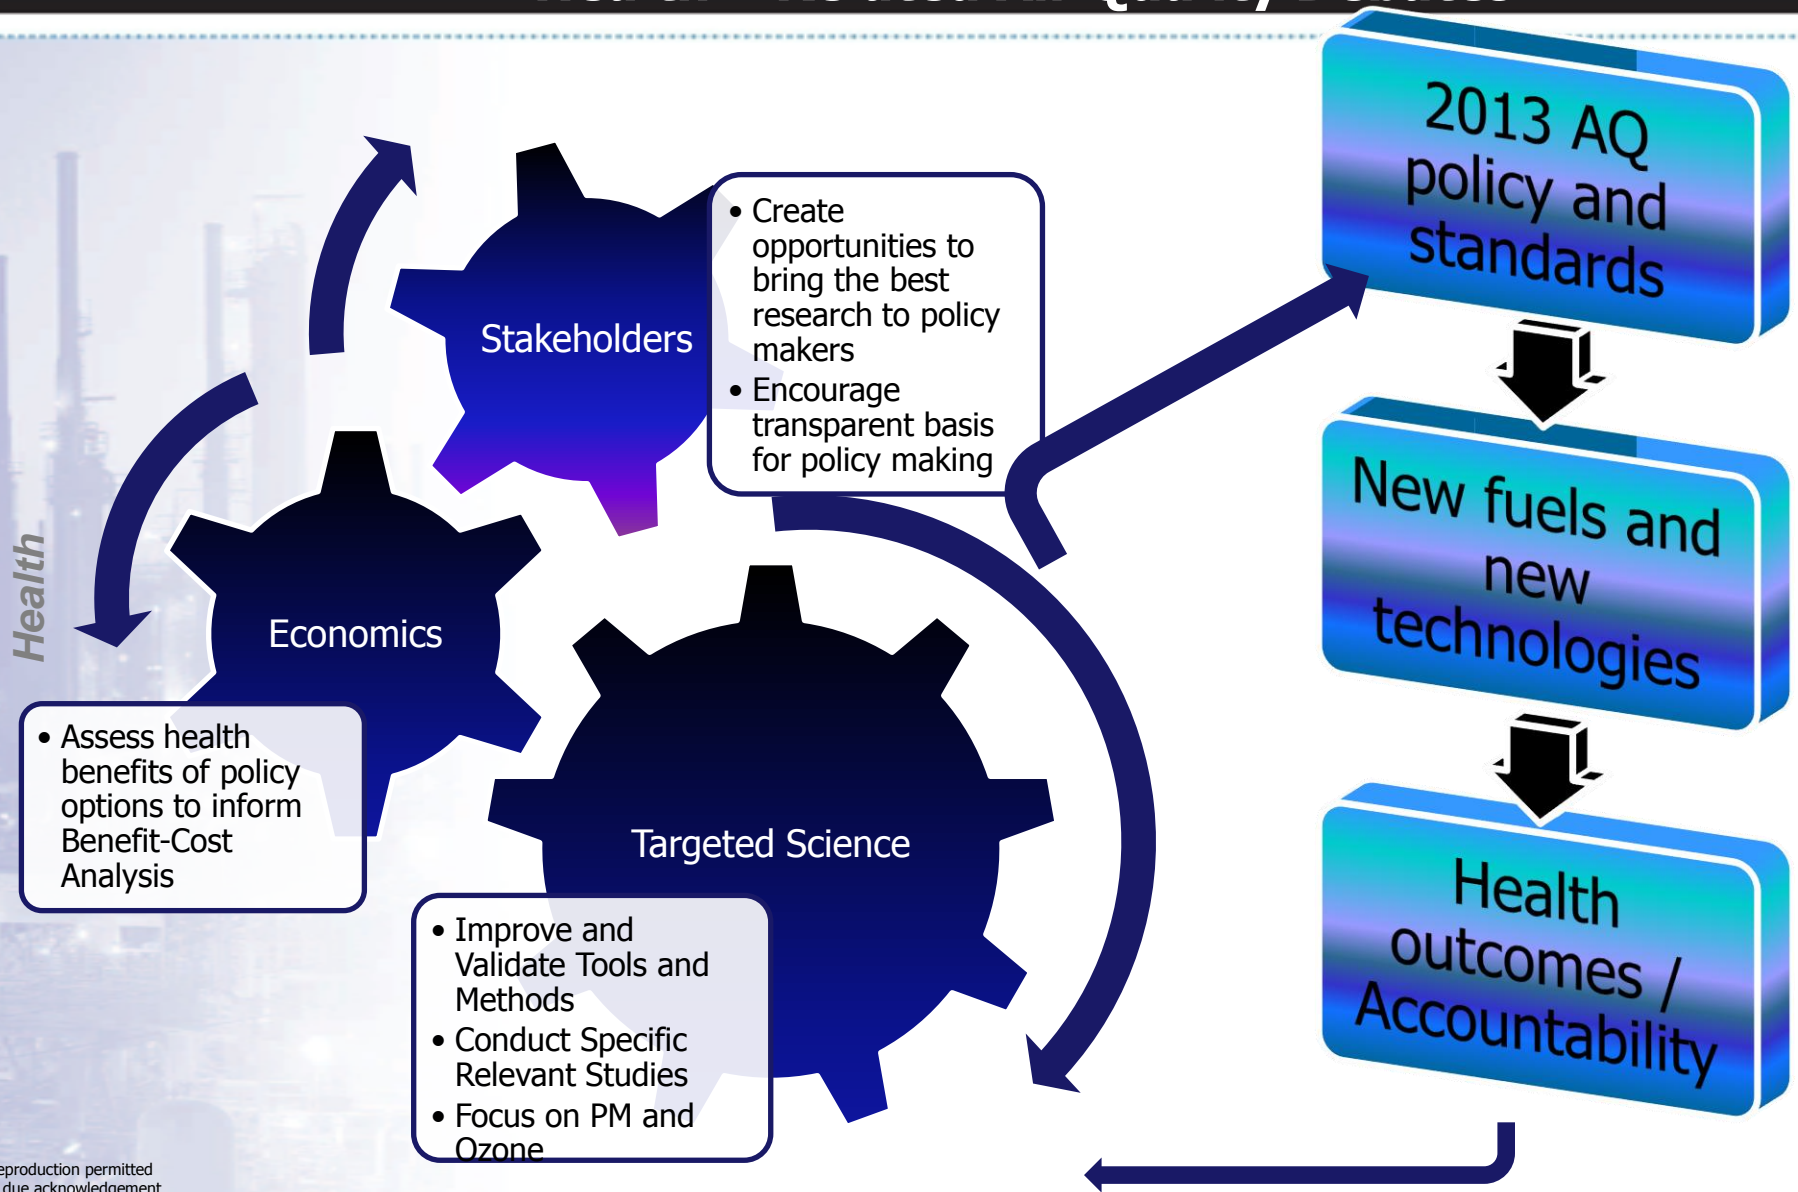 Stakeholders
• Create
opportunities to
bring the best
research to policy
makers
• Encourage
transparent basis
for policy making
Economics
• Assess health
benefits of policy
options to inform
Benefit-Cost
Analysis
Targeted Science
• Improve and
Validate Tools and
Methods
• Conduct Specific
Relevant Studies
• Focus on PM and
Ozone
2013 AQ
policy and
standards
New fuels and
new
technologies
Health
outcomes /
Accountability
Health
eproduction permitted
due acknowledgement